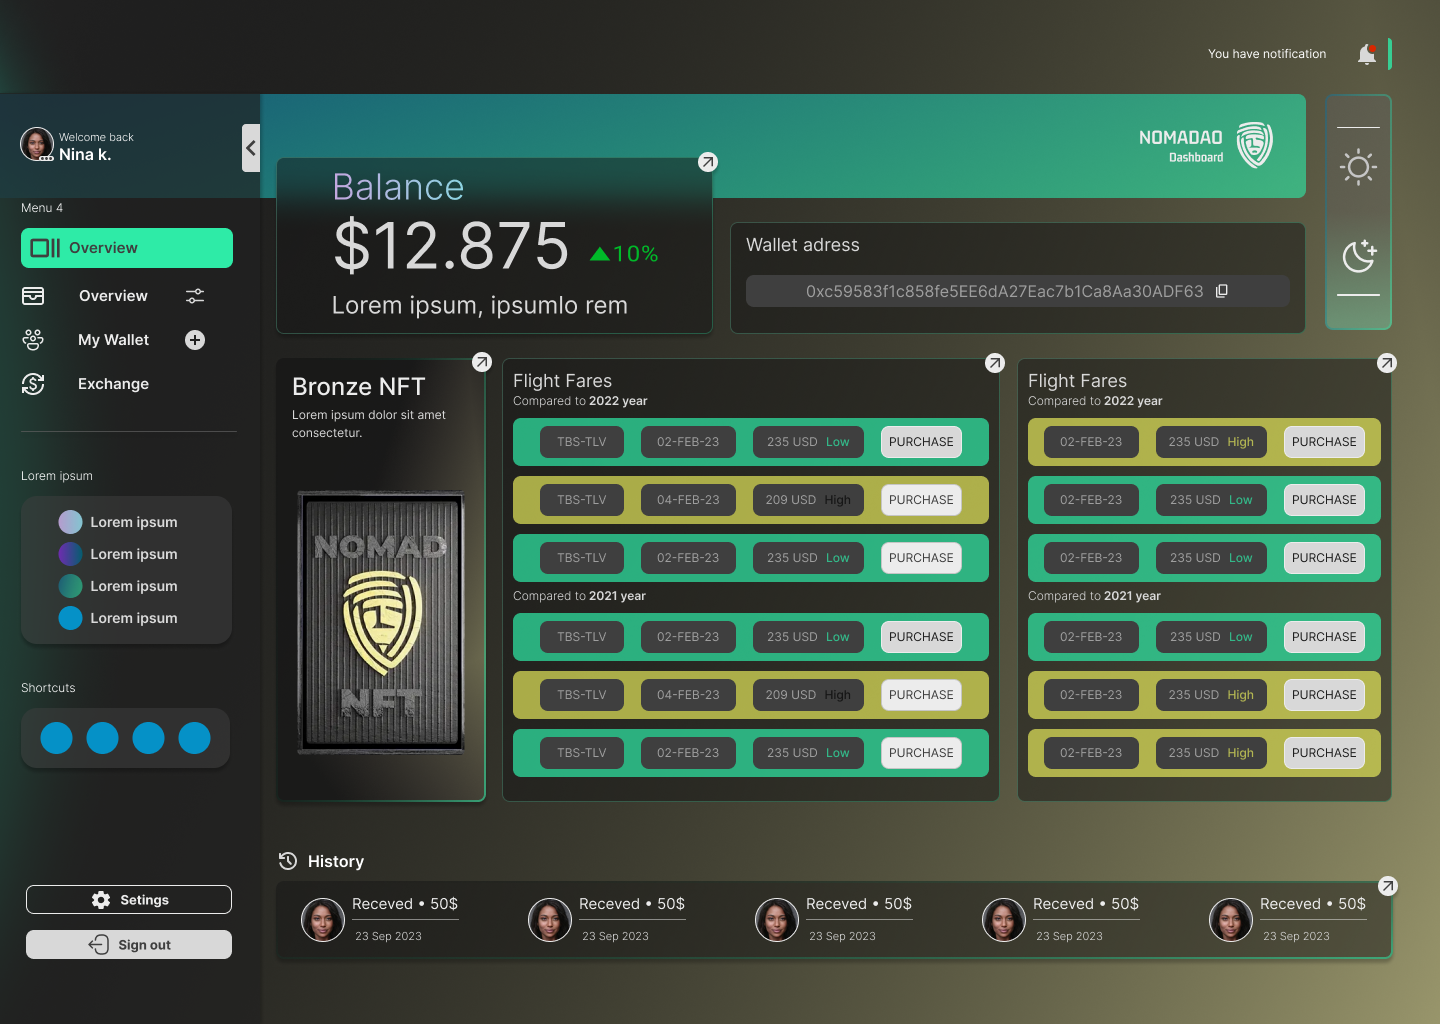 You have notification
Welcome back
Nina k.
NOMADAO
Dashboard
Menu 4
Overview
Overview
My Wallet
Exchange
Lorem ipsum
Lorem ipsum
Lorem ipsum
Lorem ipsum
Lorem ipsum
Shortcuts
Setings
Sign out
Balance
$12.875 10%
Lorem ipsum, ipsumlo rem
Wallet adress
0xc59583f1c858fe5EE6dA27Eac7b1Ca8Aa30ADF63
Bronze NFT
Lorem ipsum dolor sit amet
consectetur.
NOMAD
NFT
Flight Fares
Compared to 2022 year
TBS-TLV 02-FEB-23 235 USD Low PURCHASE
TBS-TLV 04-FEB-23 209 USD High PURCHASE
TBS-TLV 02-FEB-23 235 USD Low PURCHASE
Compared to 2021 year
TBS-TLV 02-FEB-23 235 USD Low PURCHASE
TBS-TLV 04-FEB-23 209 USD High PURCHASE
TBS-TLV 02-FEB-23 235 USD Low PURCHASE
Flight Fares
Compared to 2022 year
02-FEB-23 235 USD High PURCHASE
02-FEB-23 235 USD Low PURCHASE
02-FEB-23 235 USD Low PURCHASE
Compared to 2021 year
02-FEB-23 235 USD Low PURCHASE
02-FEB-23 235 USD High PURCHASE
02-FEB-23 235 USD High PURCHASE
History
Receved • 50$
23 Sep 2023
Receved • 50$
23 Sep 2023
Receved • 50$
23 Sep 2023
Receved • 50$
23 Sep 2023
Receved • 50$
23 Sep 2023